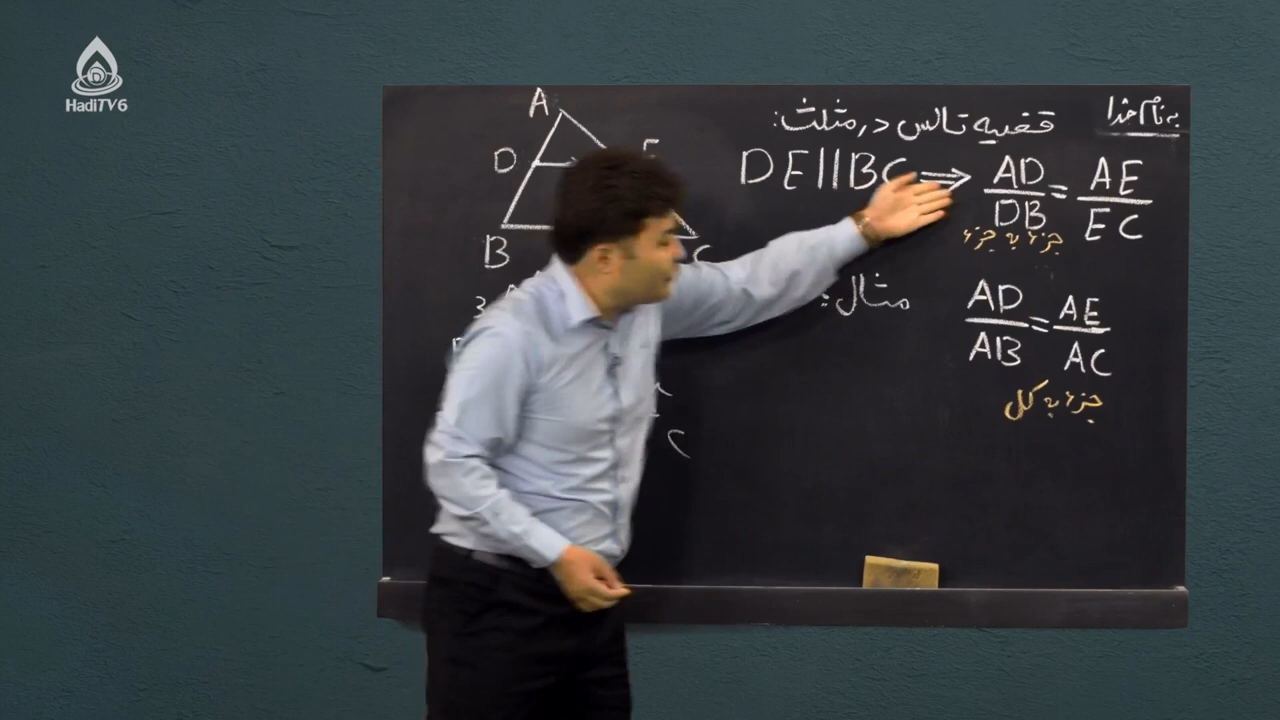 HadiTV6
به نام خدا
قضیه تالس در مثلث:
DE||BC ⇒ AD/DB = AE/EC
جزء به جزء
مثال:
AD/AB = AE/AC
جزء به کل
A
D
E
B
C
3
C